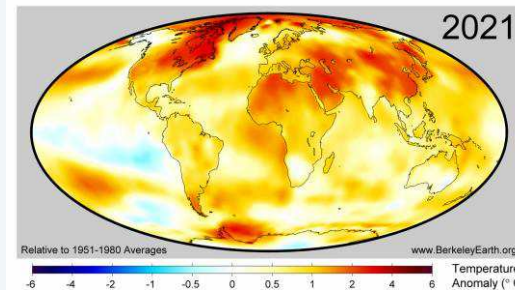 2021
Relative to 1951-1980 Averages
www.BerkeleyEarth.org
-6 -4 -2 -1 -0.5 0 0.5 1 2 4 6
Temperature
Anomaly (°